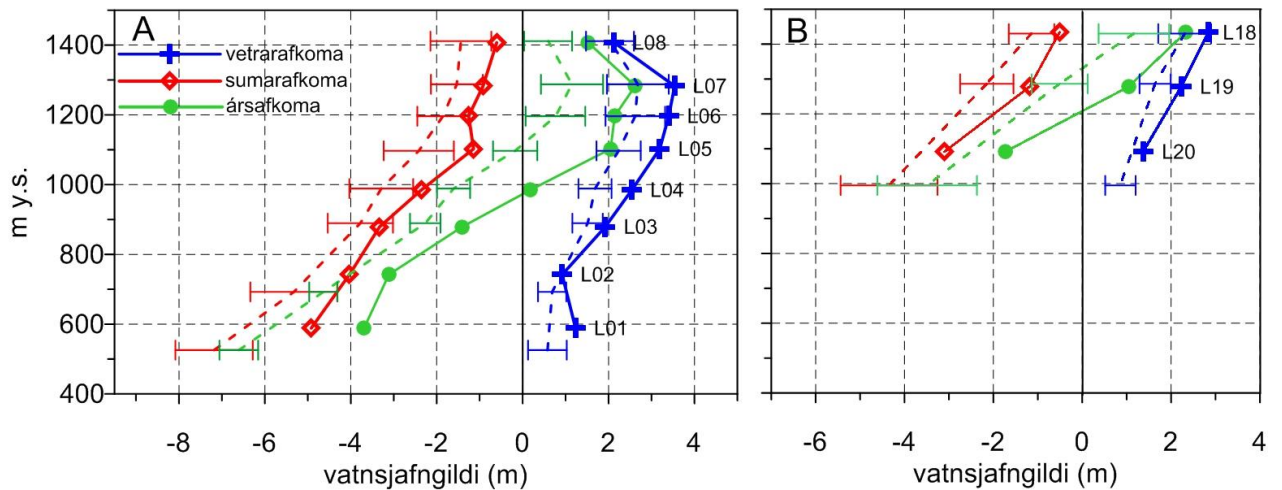 A
vetrarafkoma
sumarafkoma
ársafkoma
L08
L07
L06
L05
L04
L03
L02
L01
1400
1200
1000
800
600
400
m y.s.
-8 -6 -4 -2 0 2 4
vatnsjafngildi (m)
B
L18
L19
L20
-6 -4 -2 0 2 4
vatnsjafngildi (m)